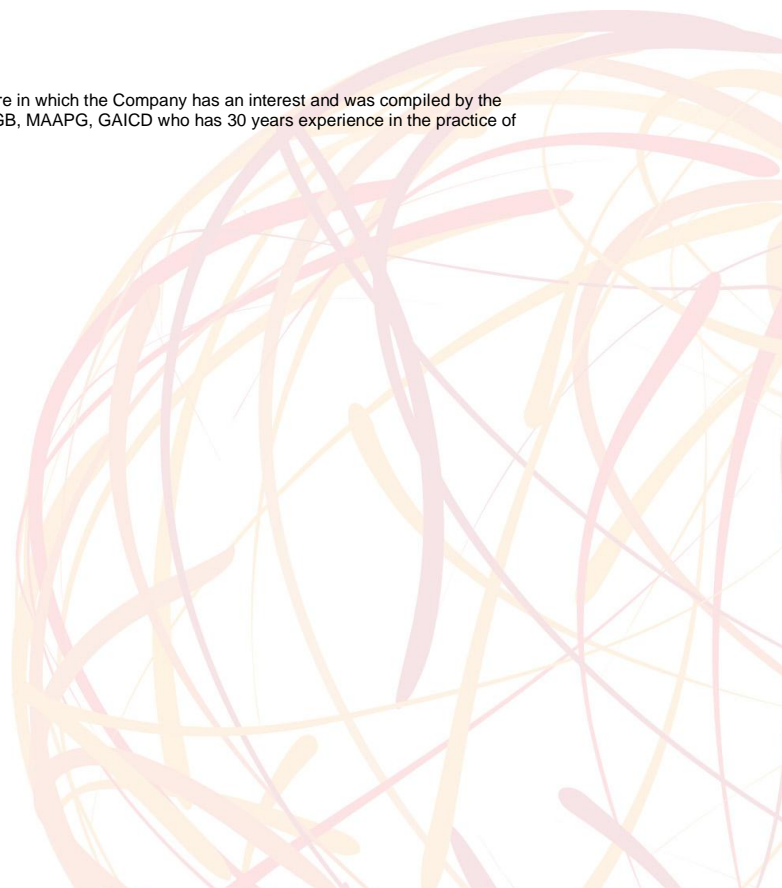 re in which the Company has an interest and was compiled by the
GB, MAAPG, GAICD who has 30 years experience in the practice of